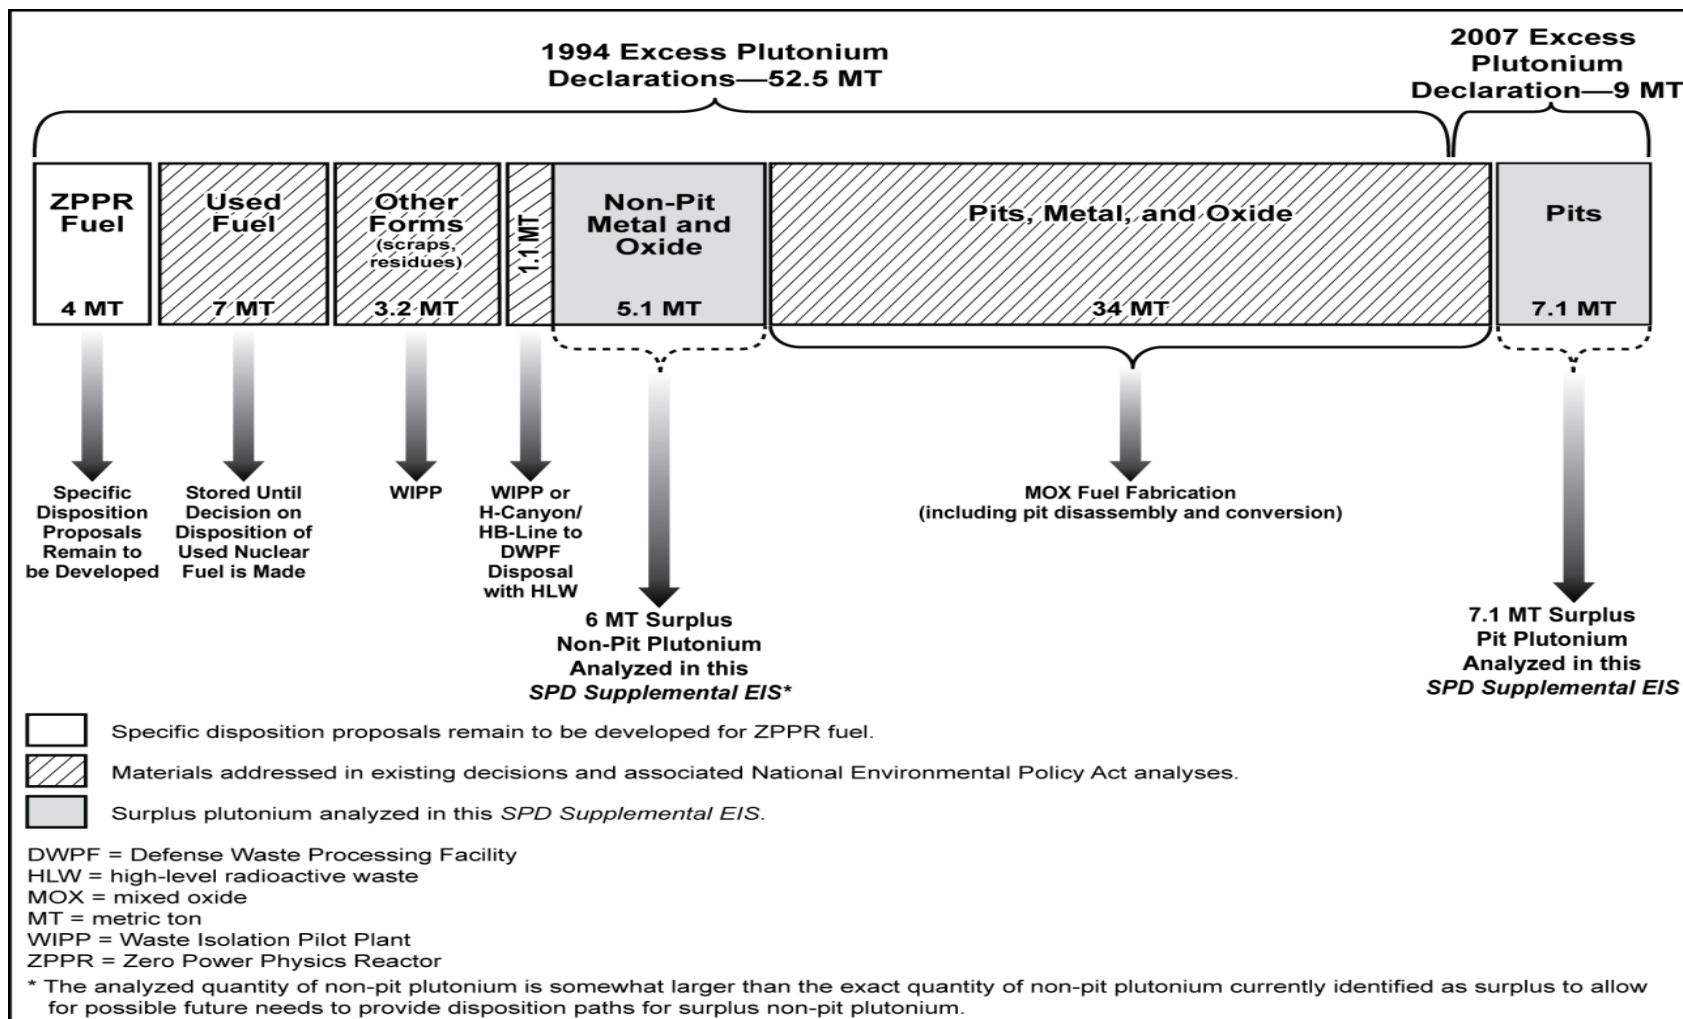 1994 Excess Plutonium
Declarations—52.5 MT
2007 Excess
Plutonium
Declaration—9 MT
ZPPR
Fuel
4 MT
Used
Fuel
7 MT
Other
Forms
(scraps,
residues)
3.2 MT
1.1 MT
Non-Pit
Metal and
Oxide
5.1 MT
Pits, Metal, and Oxide
34 MT
Pits
7.1 MT
Specific
Disposition
Proposals
Remain to
be Developed
Stored Until
Decision on
Disposition of
Used Nuclear
Fuel is Made
WIPP
WIPP or
H-Canyon/
HB-Line to
DWPF
Disposal
with HLW
6 MT Surplus
Non-Pit Plutonium
Analyzed in this
SPD Supplemental EIS*
MOX Fuel Fabrication
(including pit disassembly and conversion)
7.1 MT Surplus
Pit Plutonium
Analyzed in this
SPD Supplemental EIS
Specific disposition proposals remain to be developed for ZPPR fuel.
Materials addressed in existing decisions and associated National Environmental Policy Act analyses.
Surplus plutonium analyzed in this SPD Supplemental EIS.
DWPF = Defense Waste Processing Facility
HLW = high-level radioactive waste
MOX = mixed oxide
MT = metric ton
WIPP = Waste Isolation Pilot Plant
ZPPR = Zero Power Physics Reactor
* The analyzed quantity of non-pit plutonium is somewhat larger than the exact quantity of non-pit plutonium currently identified as surplus to allow
for possible future needs to provide disposition paths for surplus non-pit plutonium.